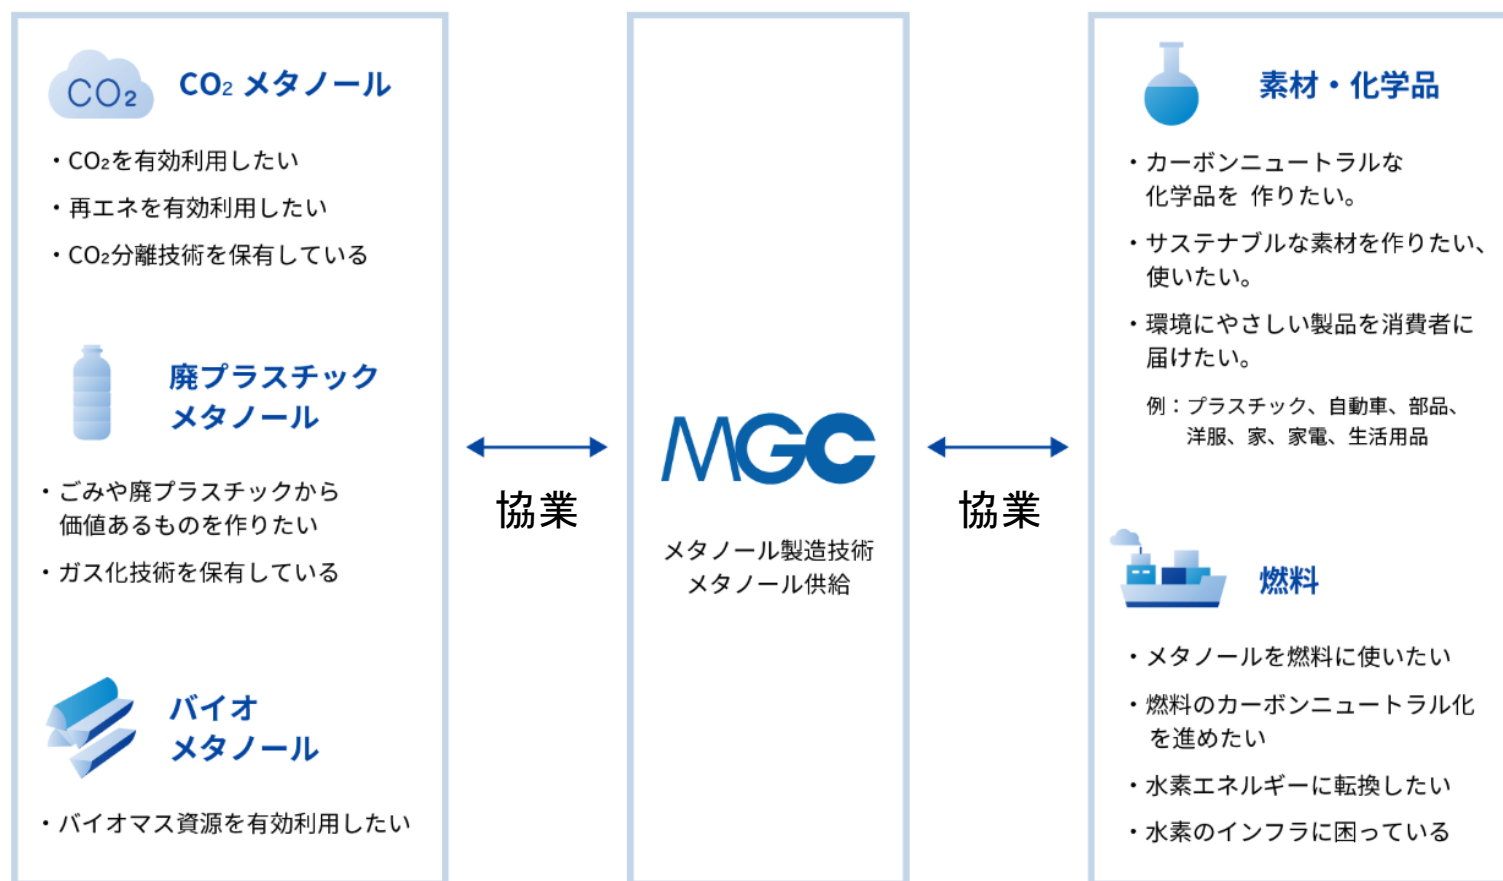 CO₂
CO₂ メタノール
・CO₂を有効利用したい
・再エネを有効利用したい
・CO₂分離技術を保有している
廃プラスチック
メタノール
・ごみや廃プラスチックから
価値あるものを作りたい
・ガス化技術を保有している
バイオ
メタノール
・バイオマス資源を有効利用したい
協業
MGC
メタノール製造技術
メタノール供給
協業
素材・化学品
・カーボンニュートラルな
化学品を 作りたい。
・サステナブルな素材を作りたい、
使いたい。
・環境にやさしい製品を消費者に
届けたい。
例：プラスチック、自動車、部品、
洋服、家、家電、生活用品
燃料
・メタノールを燃料に使いたい
・燃料のカーボンニュートラル化
を進めたい
・水素エネルギーに転換したい
・水素のインフラに困っている